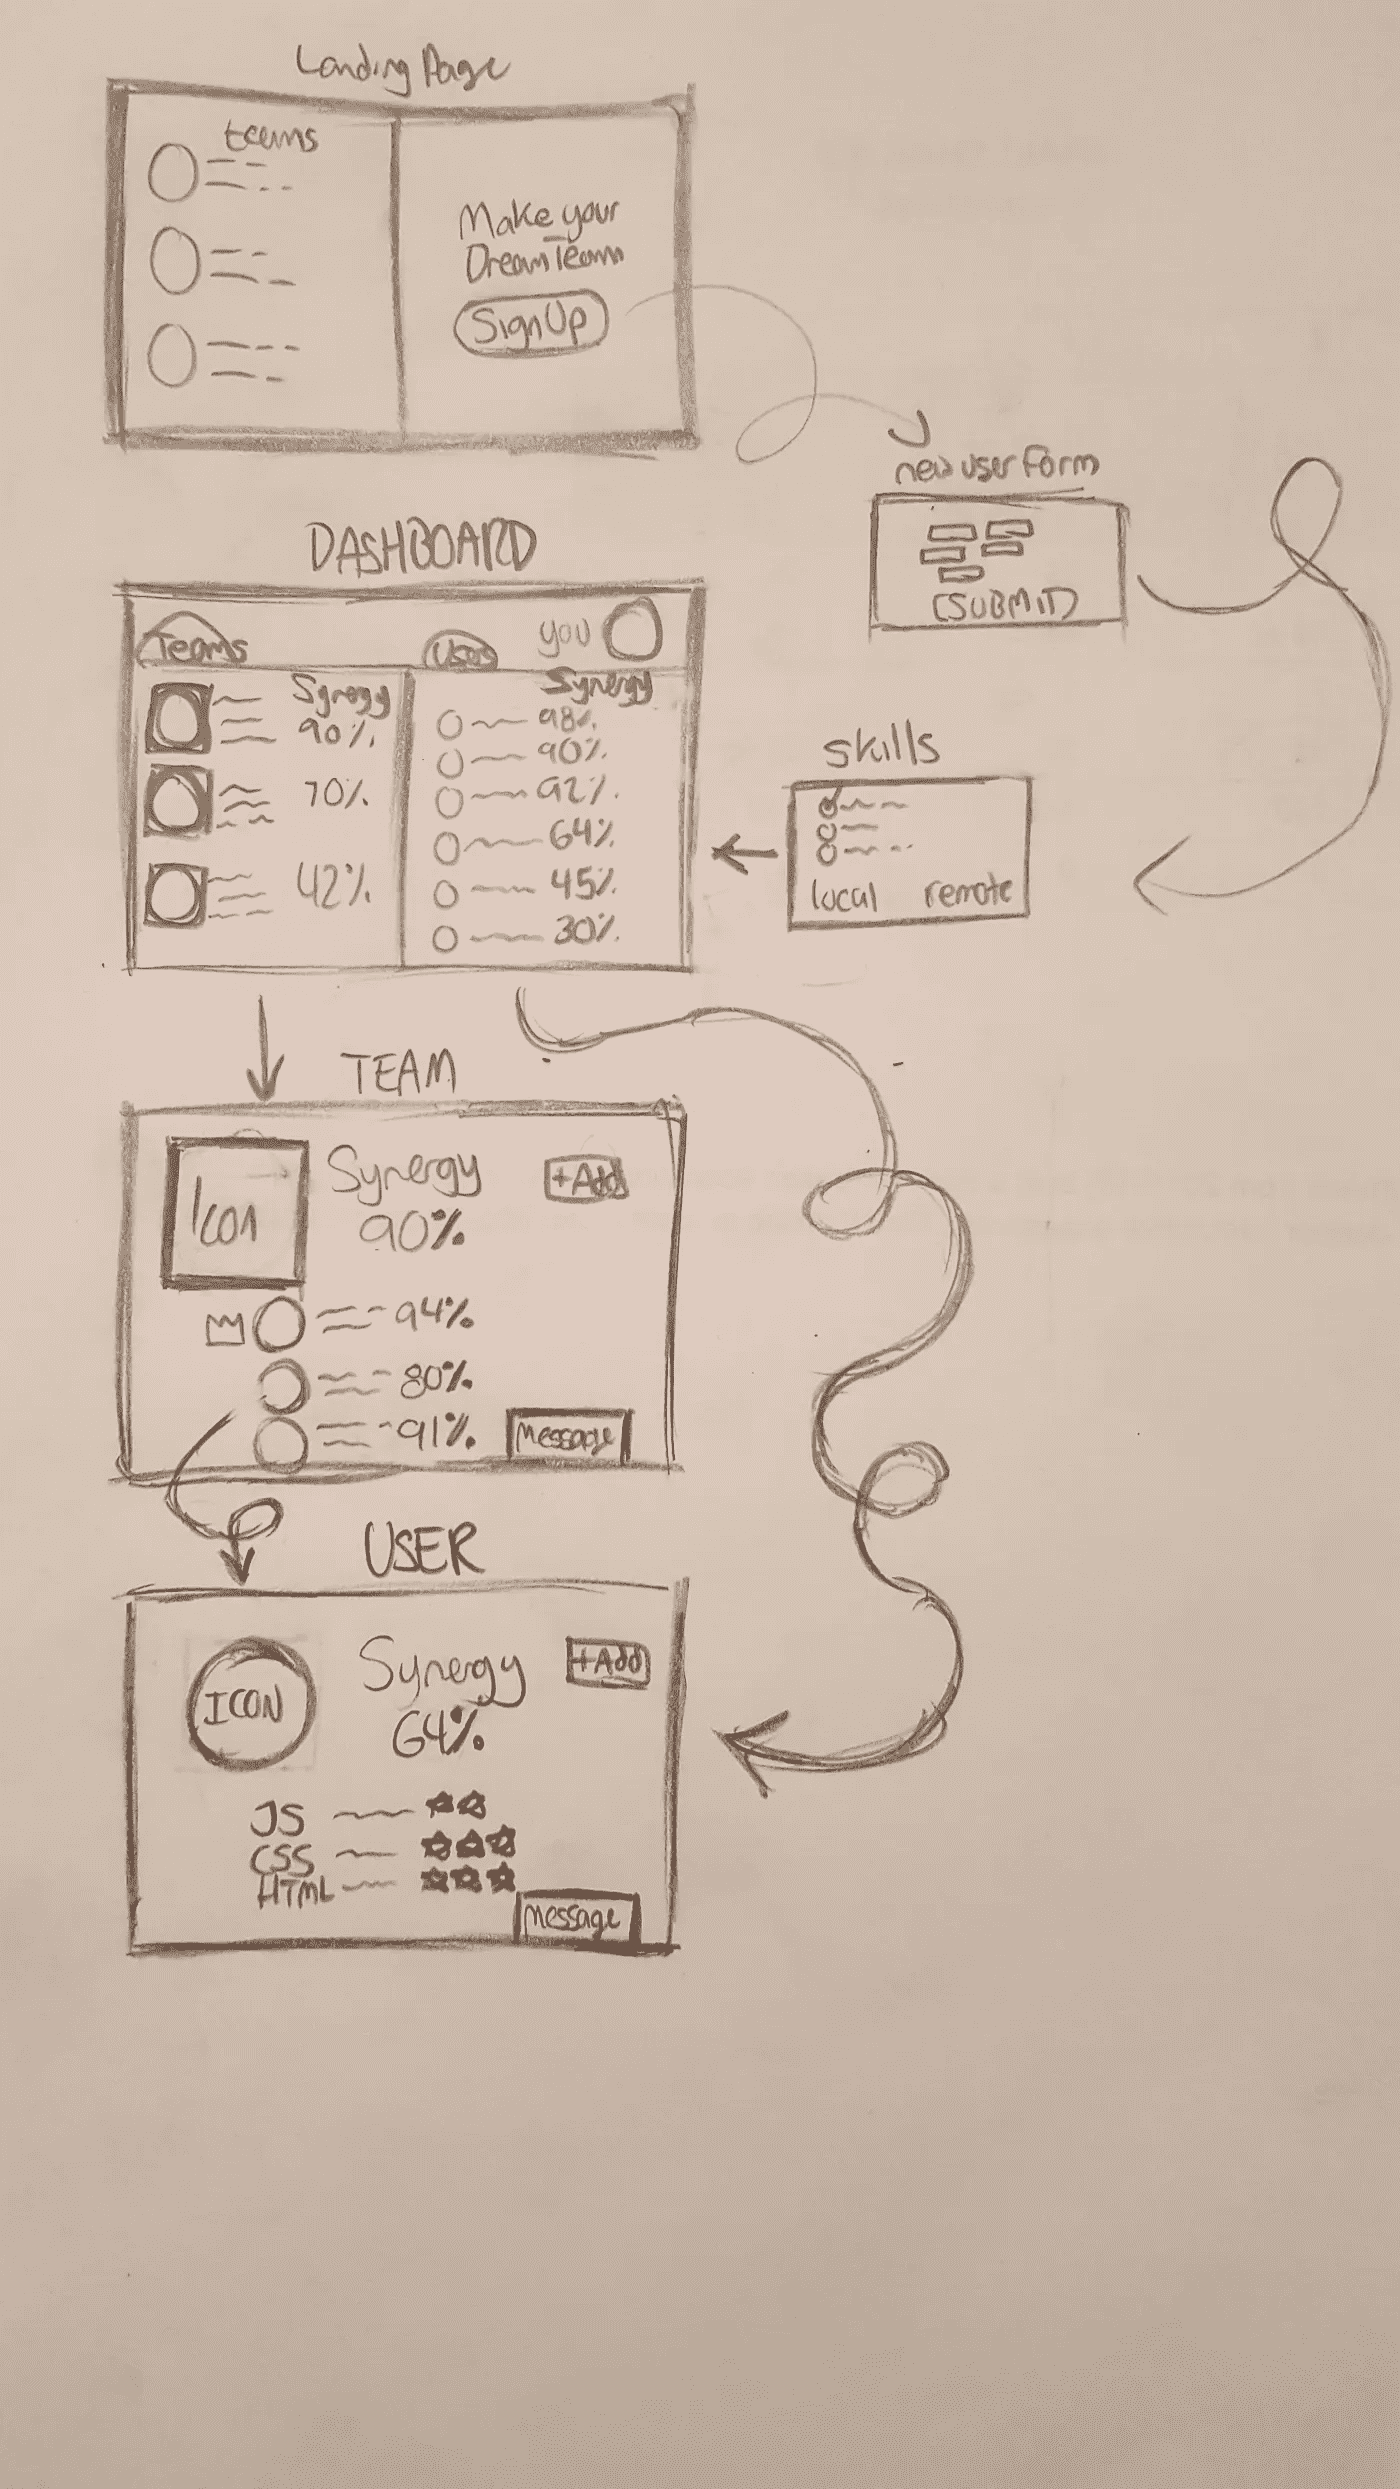 Landing Page
teams
Make your
Dream Team
Sign Up
new user Form
(SUBMIT)
DASHBOARD
Teams
Users
you
Synergy
90%
70%
42%
Synergy
98%
90%
92%
64%
45%
30%
skills
local remote
TEAM
Icon
Synergy
90%
+Add
94%
80%
91%
Message
USER
ICON
Synergy
64%
+Add
JS
CSS
HTML
Message